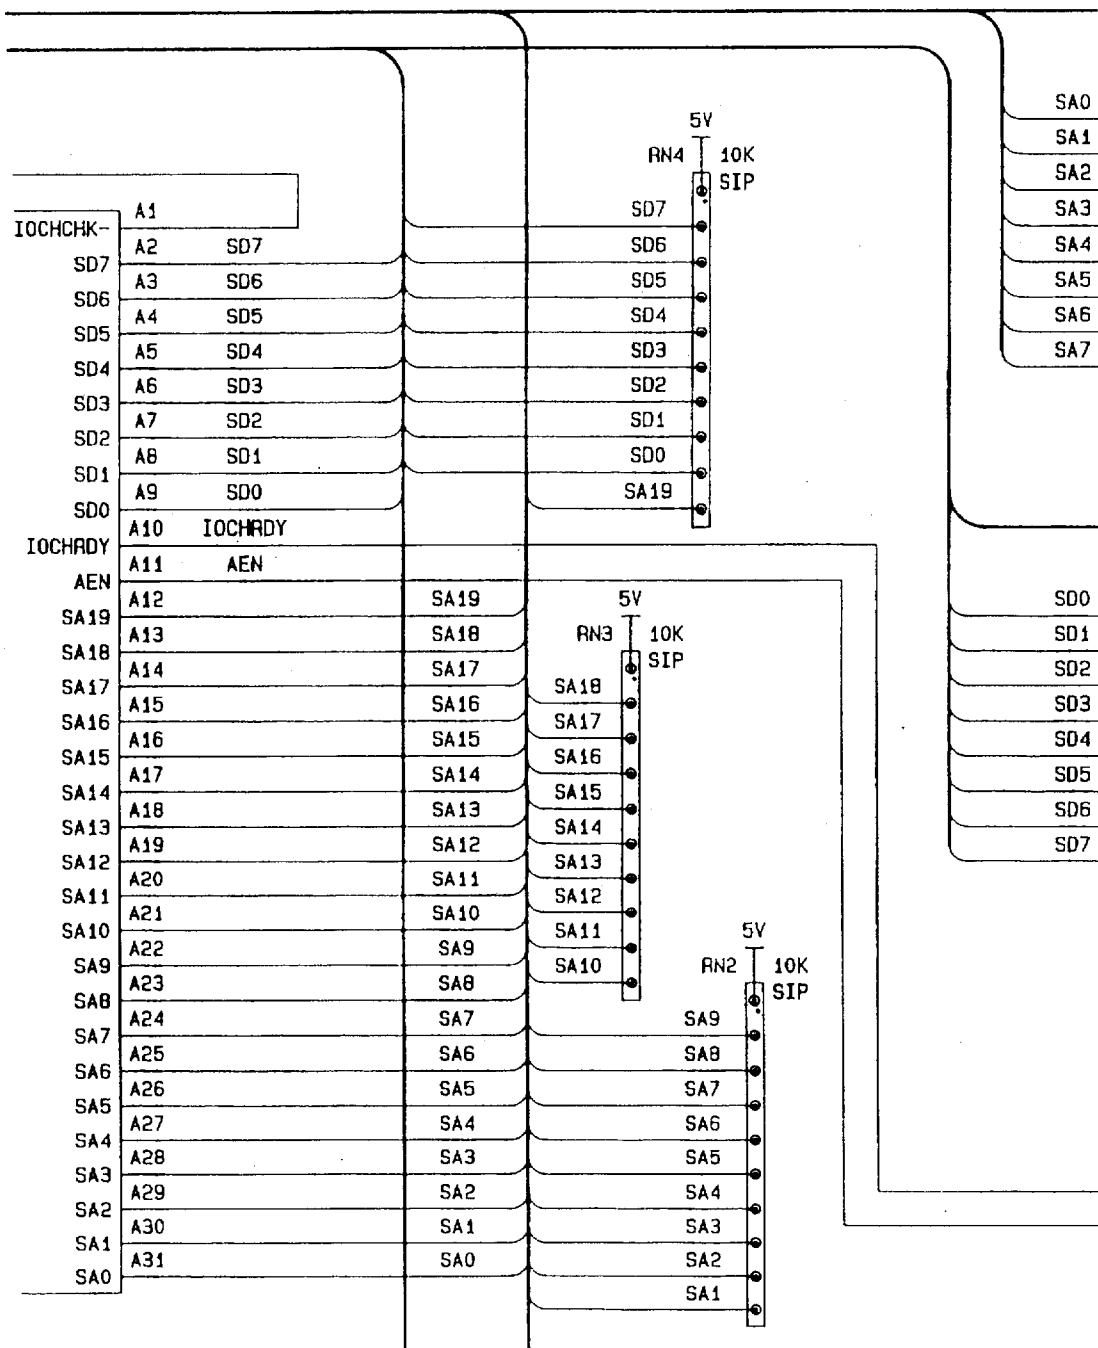 SA0
SA1
SA2
SA3
SA4
SA5
SA6
SA7
5V
RN4 10K
SIP
SD7
SD6
SD5
SD4
SD3
SD2
SD1
SD0
SA19
IOCHCHK- A1
SD7 A2 SD7
SD6 A3 SD6
SD5 A4 SD5
SD4 A5 SD4
SD3 A6 SD3
SD2 A7 SD2
SD1 A8 SD1
SD0 A9 SD0
IOCHRDY A10 IOCHRDY
AEN A11 AEN
SA19 A12 SA19
SA18 A13 SA18
SA17 A14 SA17
SA16 A15 SA16
SA15 A16 SA15
SA14 A17 SA14
SA13 A18 SA13
SA12 A19 SA12
SA11 A20 SA11
SA10 A21 SA10
SA9 A22 SA9
SA8 A23 SA8
SA7 A24 SA7
SA6 A25 SA6
SA5 A26 SA5
SA4 A27 SA4
SA3 A28 SA3
SA2 A29 SA2
SA1 A30 SA1
SA0 A31 SA0
5V
RN3 10K
SIP
SA18
SA17
SA16
SA15
SA14
SA13
SA12
SA11
SA10
5V
RN2 10K
SIP
SA9
SA8
SA7
SA6
SA5
SA4
SA3
SA2
SA1
SD0
SD1
SD2
SD3
SD4
SD5
SD6
SD7